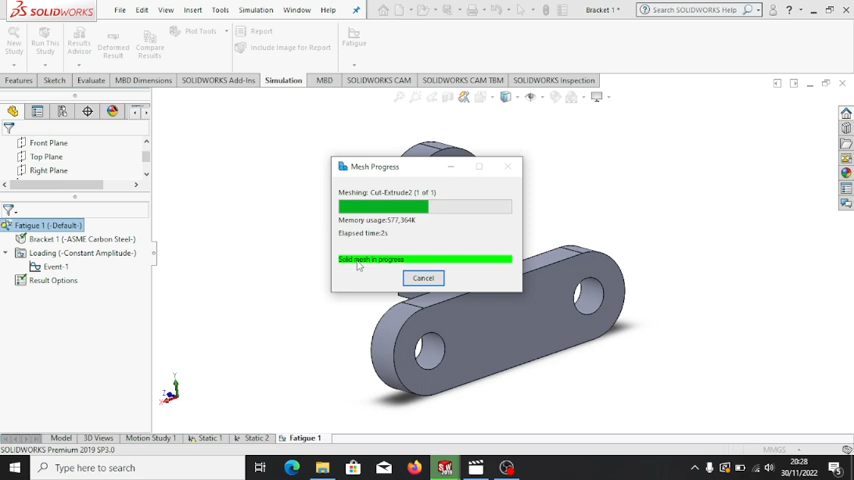 SOLIDWORKS File Edit View Insert Tools Simulation Window Help Bracket 1 * Search SOLIDWORKS Help
New Study
Run This Study
Results Advisor
Deformed Result
Compare Results
Plot Tools
Report
Include Image for Report
Fatigue
Features Sketch Evaluate MBD Dimensions SOLIDWORKS Add-Ins Simulation MBD SOLIDWORKS CAM SOLIDWORKS CAM TBM SOLIDWORKS Inspection
Front Plane
Top Plane
Right Plane
Fatigue 1 (-Default-)
Bracket 1 (-ASME Carbon Steel-)
Loading (-Constant Amplitude-)
Event-1
Result Options
Mesh Progress
Meshing: Cut-Extrude2 (1 of 1)
Memory usage:577,364K
Elapsed time:2s
Solid mesh in progress
Cancel
Y
Z
X
Model 3D Views Motion Study 1 Static 1 Static 2 Fatigue 1
SOLIDWORKS Premium 2019 SP3.0 MMGS
Type here to search
20:28
30/11/2022
5